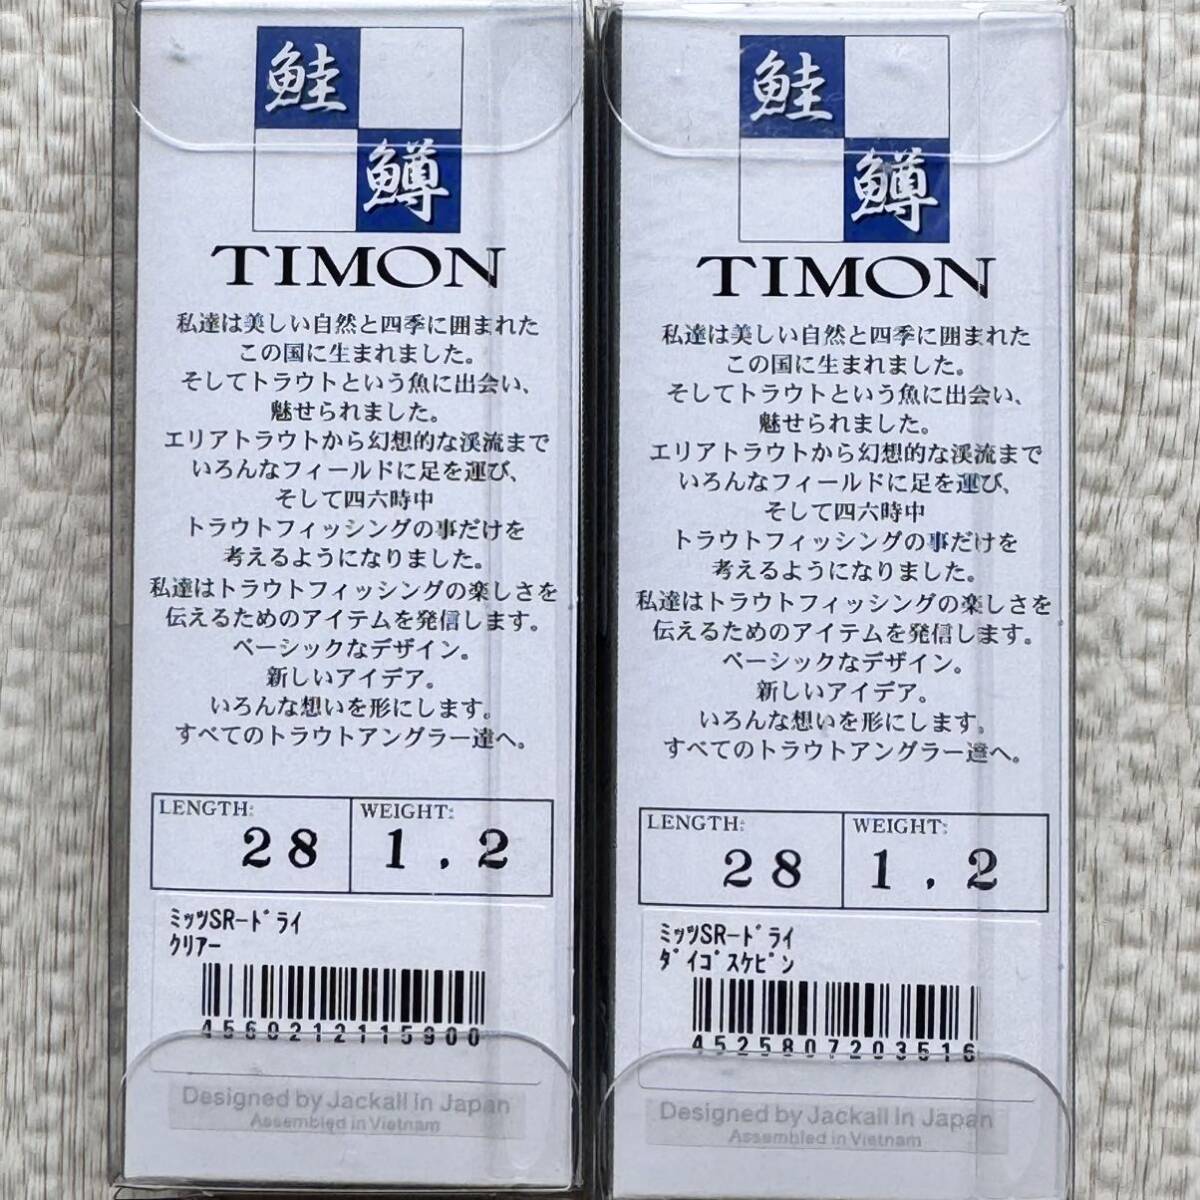 鮭
鱒
TIMON
私達は美しい自然と四季に囲まれた
この国に生まれました。
そしてトラウトという魚に出会い、
魅せられました。
エリアトラウトから幻想的な渓流まで
いろんなフィールドに足を運び、
そして四六時中
トラウトフィッシングの事だけを
考えるようになりました。
私達はトラウトフィッシングの楽しさを
伝えるためのアイテムを発信します。
ベーシックなデザイン。
新しいアイデア。
いろんな想いを形にします。
すべてのトラウトアングラー達へ。
LENGTH: 28 WEIGHT: 1.2
ﾐｯﾂSR-ﾄﾞﾗｲ
ｸﾘｱｰ
4560212115900
Designed by Jackall in Japan
Assembled in Vietnam
鮭
鱒
TIMON
私達は美しい自然と四季に囲まれた
この国に生まれました。
そしてトラウトという魚に出会い、
魅せられました。
エリアトラウトから幻想的な渓流まで
いろんなフィールドに足を運び、
そして四六時中
トラウトフィッシングの事だけを
考えるようになりました。
私達はトラウトフィッシングの楽しさを
伝えるためのアイテムを発信します。
ベーシックなデザイン。
新しいアイデア。
いろんな想いを形にします。
すべてのトラウトアングラー達へ。
LENGTH: 28 WEIGHT: 1.2
ﾐｯﾂSR-ﾄﾞﾗｲ
ﾀﾞｲｺﾞｽｹﾋﾟﾝ
4525807203516
Designed by Jackall in Japan
Assembled in Vietnam